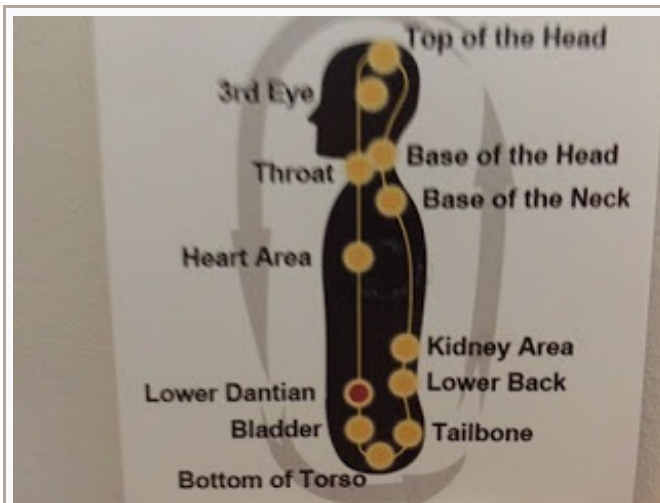 Top of the Head
3rd Eye
Base of the Head
Throat
Base of the Neck
Heart Area
Kidney Area
Lower Back
Lower Dantian
Bladder
Tailbone
Bottom of Torso